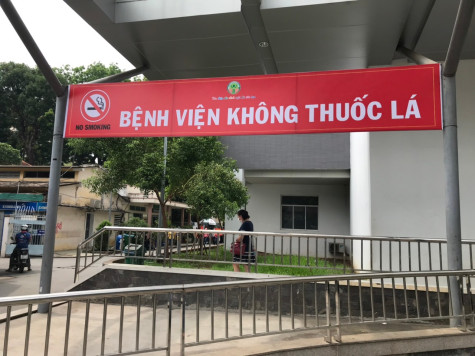 BỆNH VIỆN KHÔNG THUỐC LÁ
NO SMOKING